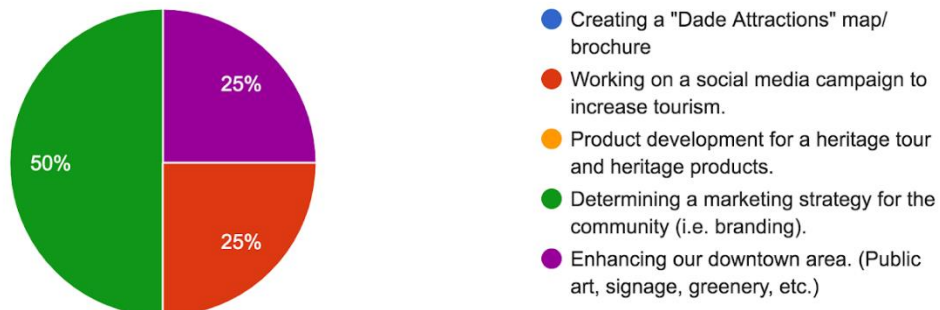 25%
50%
25%
Creating a "Dade Attractions" map/
brochure
Working on a social media campaign to
increase tourism.
Product development for a heritage tour
and heritage products.
Determining a marketing strategy for the
community (i.e. branding).
Enhancing our downtown area. (Public
art, signage, greenery, etc.)